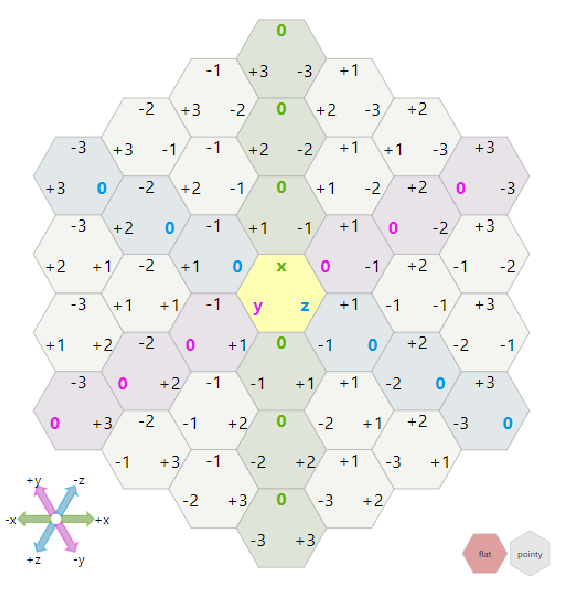 0
-1 +3 -3 +1
-2 +3 -2 0 +2 -3 +2
-3 +3 -1 -1 +2 -2 +1 +1 -3 +3
+3 0 -2 +2 -1 0 +1 -2 +2 0 -3
-3 +2 0 -1 +1 -1 +1 0 -2 +3
+2 +1 -2 +1 0 x 0 -1 +2 -1 -2
-3 +1 +1 -1 y z +1 -1 -1 +3
+1 +2 -2 0 +1 0 -1 0 +2 -2 -1
-3 0 +2 -1 -1 +1 +1 -2 0 +3
0 +3 -2 -1 +2 0 -2 +1 +2 -3 0
-1 +3 -1 -2 +2 +1 -3 +1
+y -z
-2 +3 0 -3 +2
-x +x
-3 +3
+z -y
flat pointy